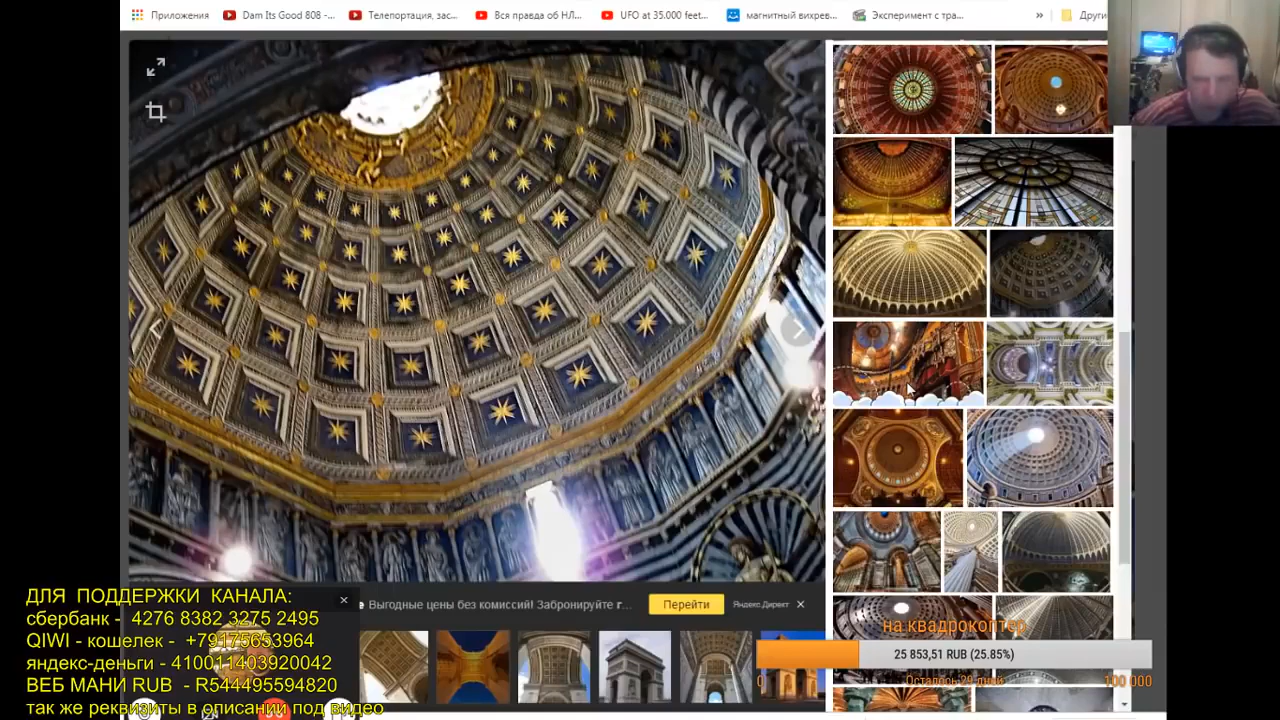 Приложения
Dam Its Good 808 -...
Телепортация, зас...
Вся правда об НЛ...
UFO at 35.000 feet...
магнитный вихрев...
Эксперимент с тра...
»
Други
ДЛЯ ПОДДЕРЖКИ КАНАЛА:
сбербанк - 4276 8382 3275 2495
QIWI - кошелек - +79175653964
яндекс-деньги - 410011403920042
ВЕБ МАНИ RUB - R544495594820
так же реквизиты в описании под видео
е Выгодные цены без комиссий! Забронируйте г...
Перейти
Яндекс.Директ
на квадрокоптер
25 853,51 RUB (25.85%)
0
Осталось 29 дней
100 000